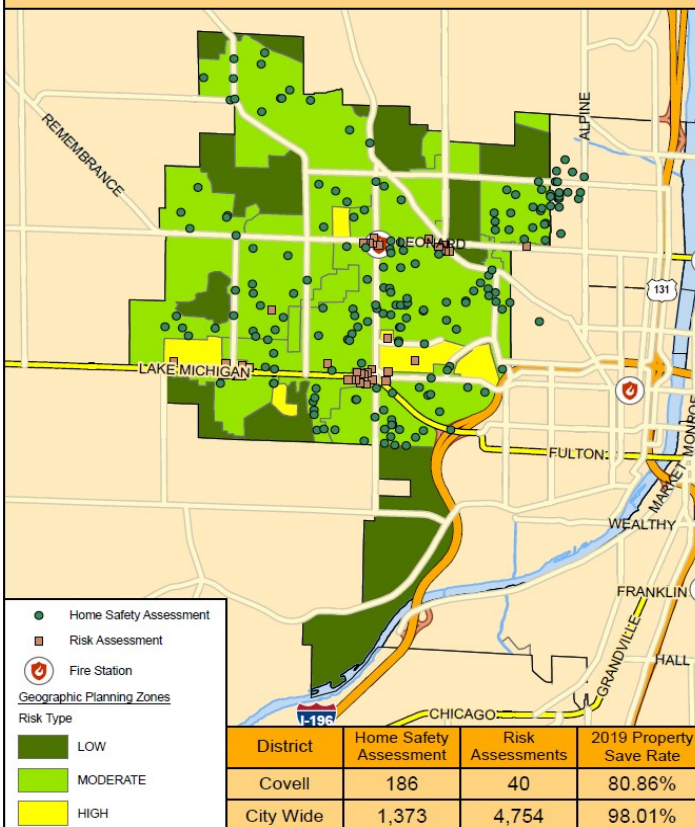 REMEMBRANCE
ALPINE
LEONARD
131
LAKE MICHIGAN
FULTON
MARKET
MONROE
WEALTHY
FRANKLIN
GRANDVILLE
HALL
CHICAGO
I-196
Home Safety Assessment
Risk Assessment
Fire Station
Geographic Planning Zones
Risk Type
LOW
MODERATE
HIGH
District Home Safety Assessment Risk Assessments 2019 Property Save Rate
Covell 186 40 80.86%
City Wide 1,373 4,754 98.01%